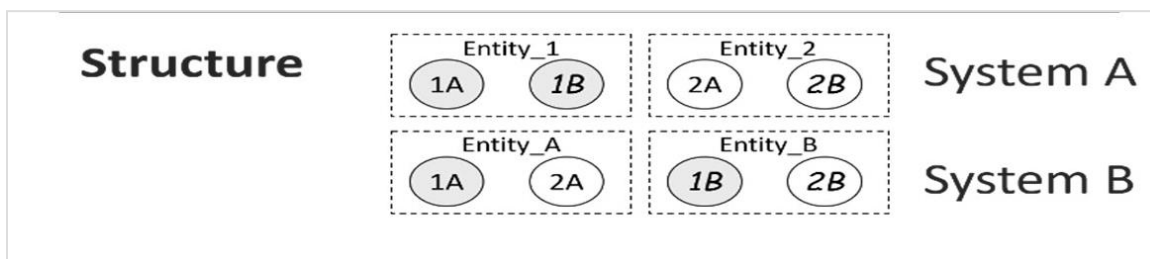 Structure
Entity_1 Entity_2
1A 1B 2A 2B
System A
Entity_A Entity_B
1A 2A 1B 2B
System B